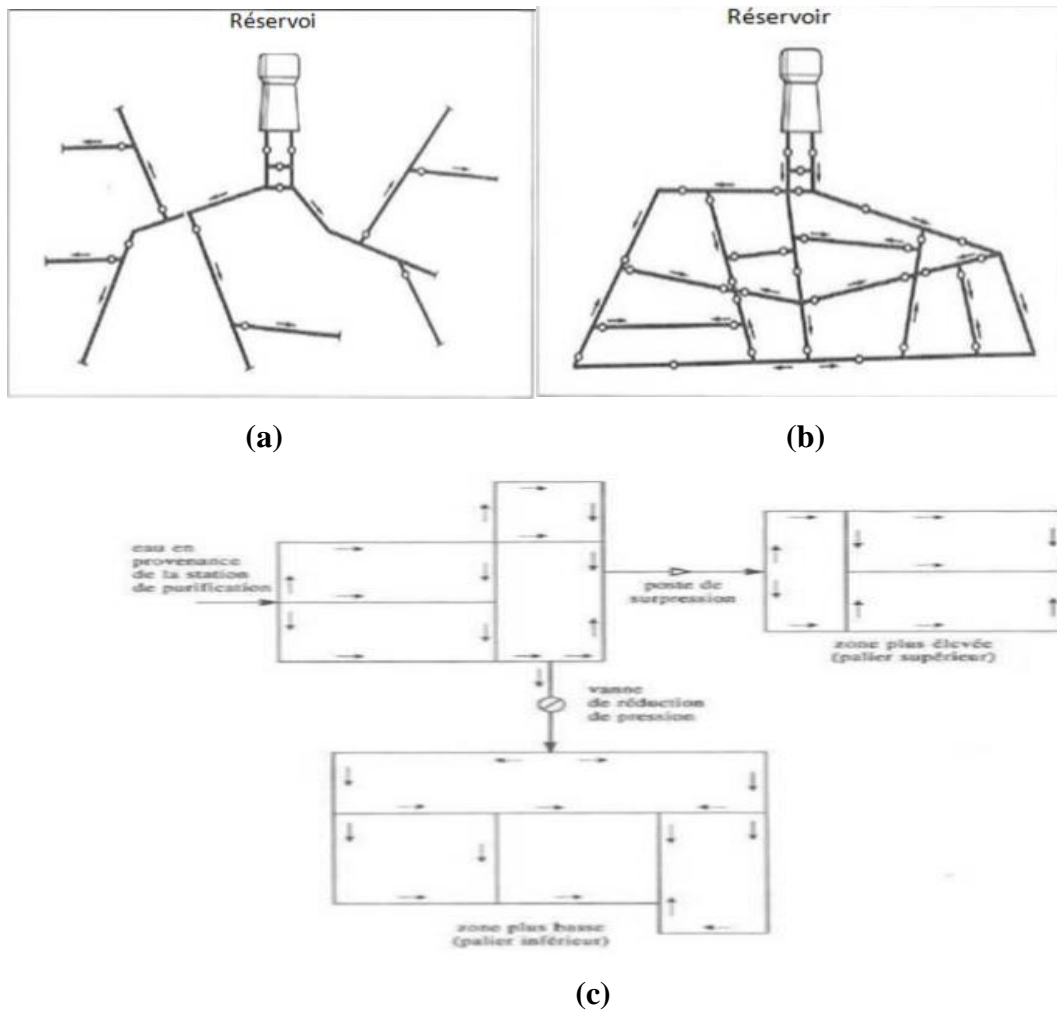 Réservoi
Réservoir
(a)
(b)
eau en
provenance
de la station
de purification
poste de
surpression
zone plus élevée
(palier supérieur)
vanne
de réduction
de pression
zone plus basse
(palier inférieur)
(c)